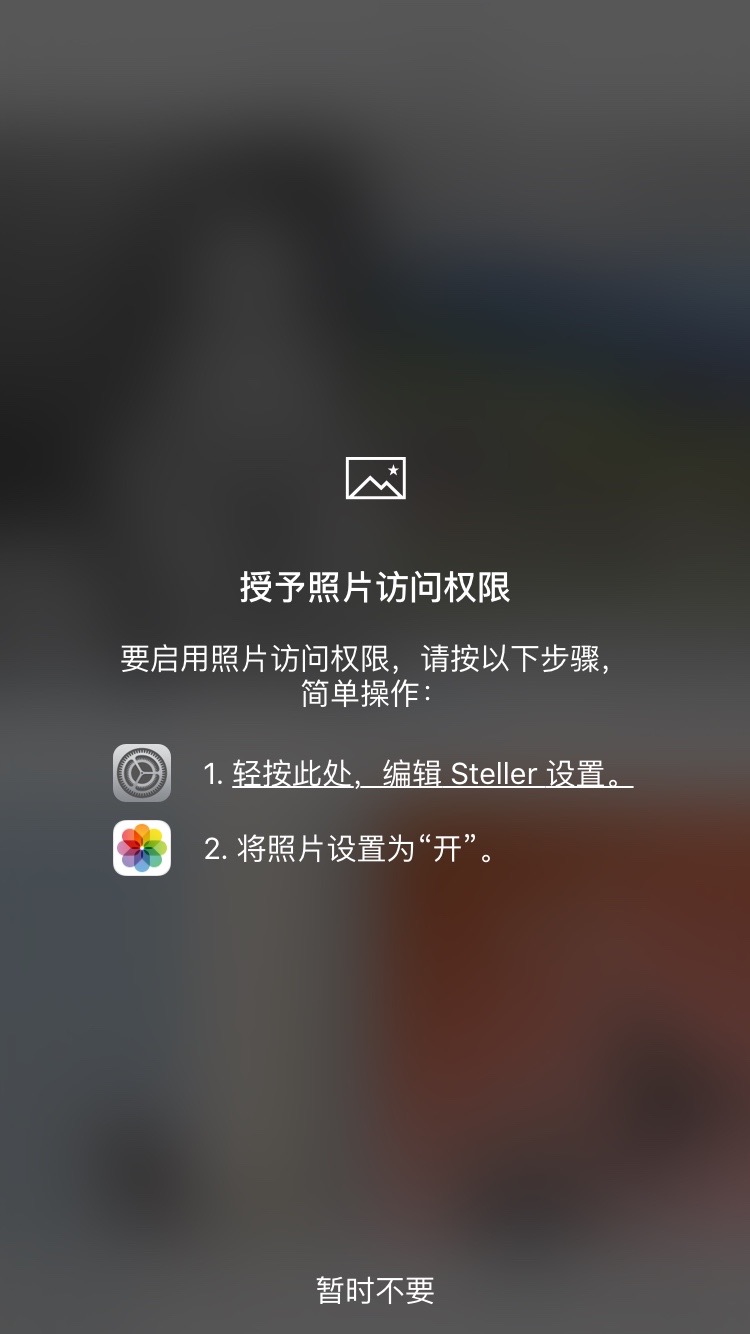 授予照片访问权限
要启用照片访问权限，请按以下步骤，
简单操作：
1. 轻按此处，编辑 Steller 设置。
2. 将照片设置为“开”。
暂时不要